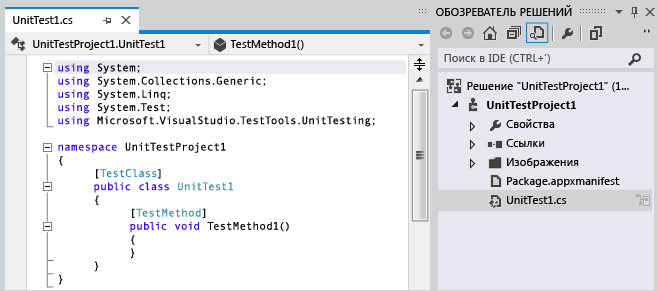 UnitTest1.cs
UnitTestProject1.UnitTest1
TestMethod1()
using System;
using System.Collections.Generic;
using System.Linq;
using System.Test;
using Microsoft.VisualStudio.TestTools.UnitTesting;
namespace UnitTestProject1
{
[TestClass]
public class UnitTest1
{
[TestMethod]
public void TestMethod1()
{
}
}
}
ОБОЗРЕВАТЕЛЬ РЕШЕНИЙ
Поиск в IDE (CTRL+')
Решение "UnitTestProject1" (1...
UnitTestProject1
Свойства
Ссылки
Изображения
Package.appxmanifest
UnitTest1.cs